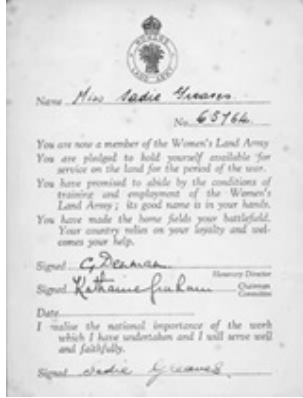 WOMEN'S
LAND ARMY
Name Miss Sadie Greaves
No. 65764
You are now a member of the Women's Land Army
You are pledged to hold yourself available for
service on the land for the period of the war.
You have promised to abide by the conditions of
training and employment of the Women's
Land Army ; its good name is in your hands.
You have made the home fields your battlefield.
Your country relies on your loyalty and wel-
comes your help.
Signed G Denman
Honorary Director
Signed Katharine Graham
Chairman
Committee
Date
I realise the national importance of the work
which I have undertaken and I will serve well
and faithfully.
Signed Sadie Greaves